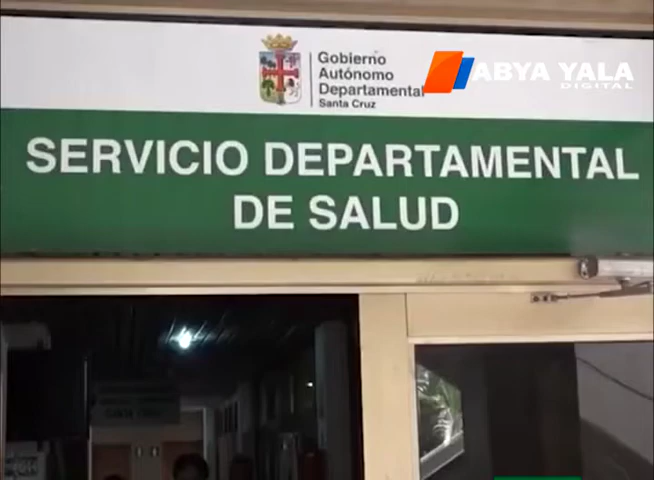 Gobierno
Autónomo
Departamental
Santa Cruz
ABYA YALA
DIGITAL
SERVICIO DEPARTAMENTAL
DE SALUD